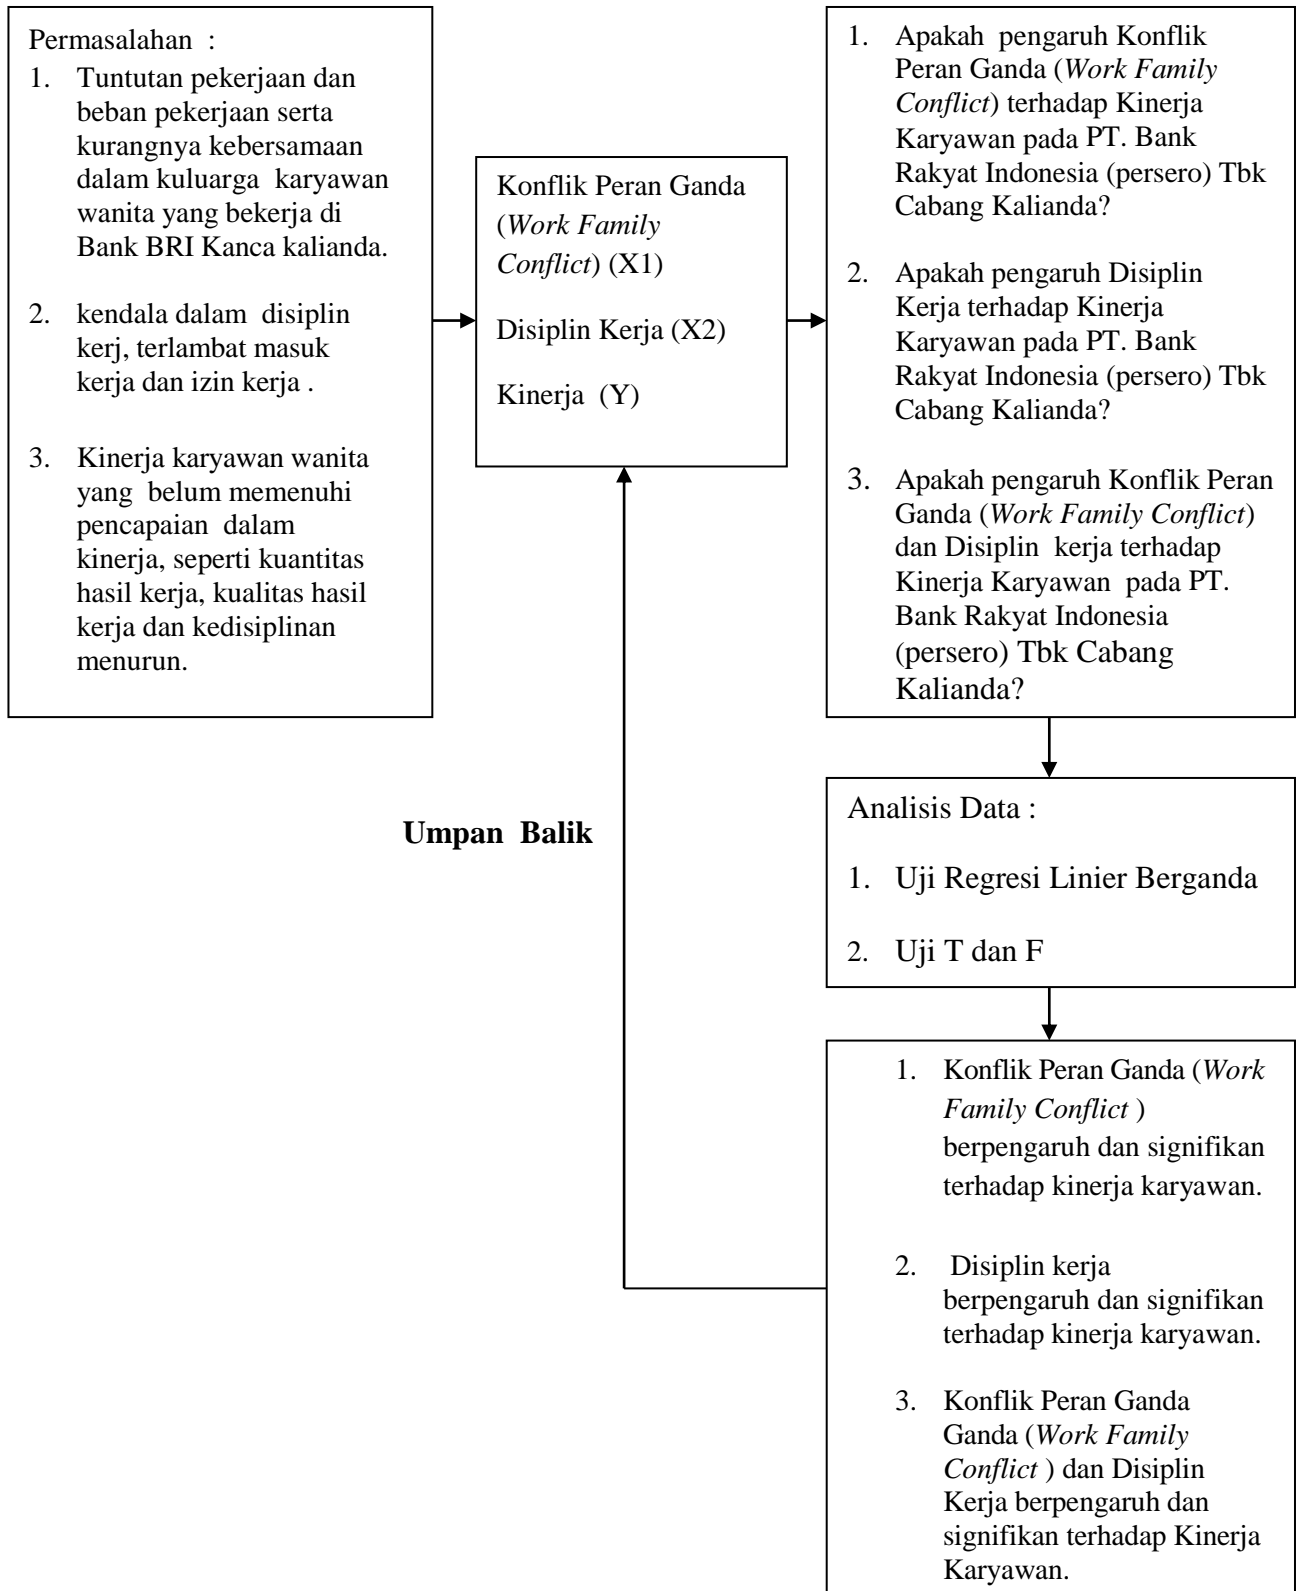 Permasalahan :
1. Tuntutan pekerjaan dan
beban pekerjaan serta
kurangnya kebersamaan
dalam kuluarga karyawan
wanita yang bekerja di
Bank BRI Kanca kalianda.
2. kendala dalam disiplin
kerj, terlambat masuk
kerja dan izin kerja .
3. Kinerja karyawan wanita
yang belum memenuhi
pencapaian dalam
kinerja, seperti kuantitas
hasil kerja, kualitas hasil
kerja dan kedisiplinan
menurun.
Konflik Peran Ganda
(Work Family
Conflict) (X1)
Disiplin Kerja (X2)
Kinerja (Y)
1. Apakah pengaruh Konflik
Peran Ganda (Work Family
Conflict) terhadap Kinerja
Karyawan pada PT. Bank
Rakyat Indonesia (persero) Tbk
Cabang Kalianda?
2. Apakah pengaruh Disiplin
Kerja terhadap Kinerja
Karyawan pada PT. Bank
Rakyat Indonesia (persero) Tbk
Cabang Kalianda?
3. Apakah pengaruh Konflik Peran
Ganda (Work Family Conflict)
dan Disiplin kerja terhadap
Kinerja Karyawan pada PT.
Bank Rakyat Indonesia
(persero) Tbk Cabang
Kalianda?
Umpan Balik
Analisis Data :
1. Uji Regresi Linier Berganda
2. Uji T dan F
1. Konflik Peran Ganda (Work
Family Conflict )
berpengaruh dan signifikan
terhadap kinerja karyawan.
2. Disiplin kerja
berpengaruh dan signifikan
terhadap kinerja karyawan.
3. Konflik Peran Ganda
Ganda (Work Family
Conflict ) dan Disiplin
Kerja berpengaruh dan
signifikan terhadap Kinerja
Karyawan.